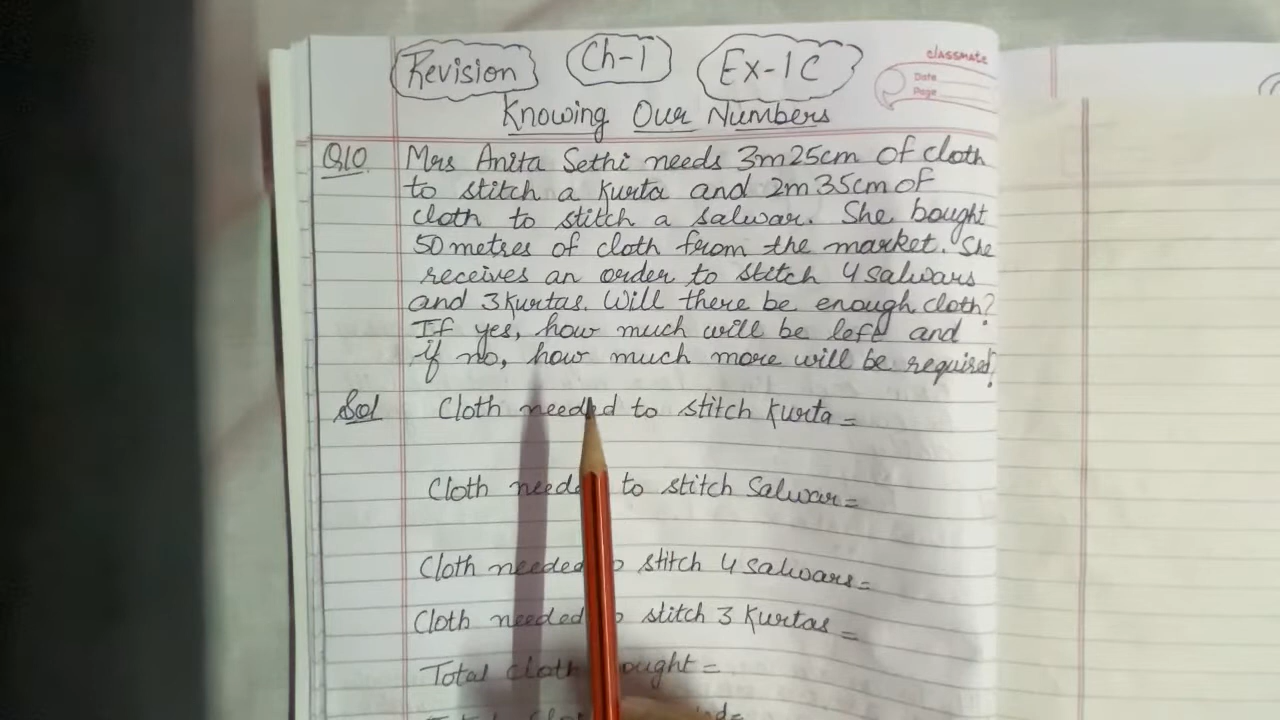 Revision Ch-1 Ex-1C
classmate
Date
Page
Knowing Our Numbers
Q10. Mrs Anita Sethi needs 3m25cm of cloth
to stitch a kurta and 2m 35cm of
cloth to stitch a salwar. She bought
50 metres of cloth from the market. She
receives an order to stitch 4 salwars
and 3 kurtas. Will there be enough cloth?
If yes, how much will be left and
if no, how much more will be required?
Sol Cloth needed to stitch kurta =
Cloth needed to stitch Salwar =
Cloth needed to stitch 4 salwars =
Cloth needed to stitch 3 kurtas =
Total cloth bought =